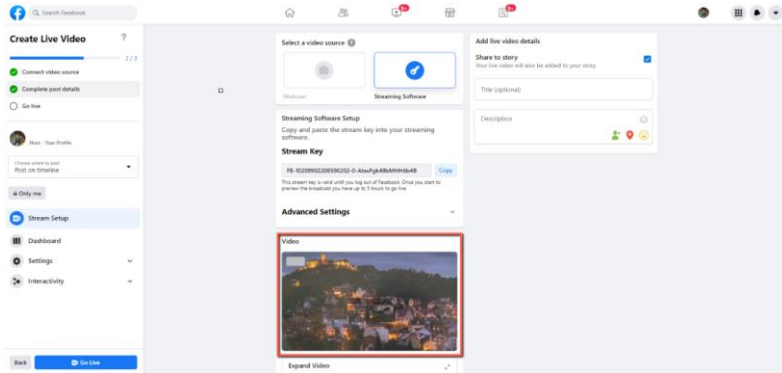 Search Facebook
9+
9+
Create Live Video
?
2 / 3
Connect video source
Complete post details
Go live
Host · Your Profile
Choose where to post
Post on timeline
Only me
Stream Setup
Dashboard
Settings
Interactivity
Back
Go Live
Select a video source
Webcam
Streaming Software
Streaming Software Setup
Copy and paste the stream key into your streaming
software.
Stream Key
Copy
This stream key is valid until you log out of Facebook. Once you start to
preview the broadcast you have up to 5 hours to go live.
Advanced Settings
Video
Expand Video
Add live video details
Share to story
Your live video will also be added to your story.
Title (optional)
Description